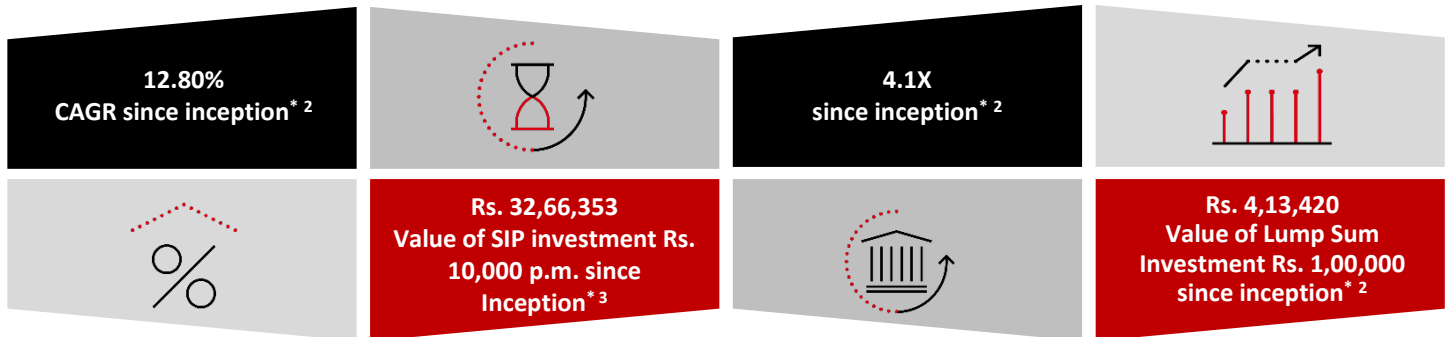 12.80%
CAGR since inception* 2
4.1X
since inception* 2
Rs. 32,66,353
Value of SIP investment Rs.
10,000 p.m. since
Inception* 3
Rs. 4,13,420
Value of Lump Sum
Investment Rs. 1,00,000
since inception* 2